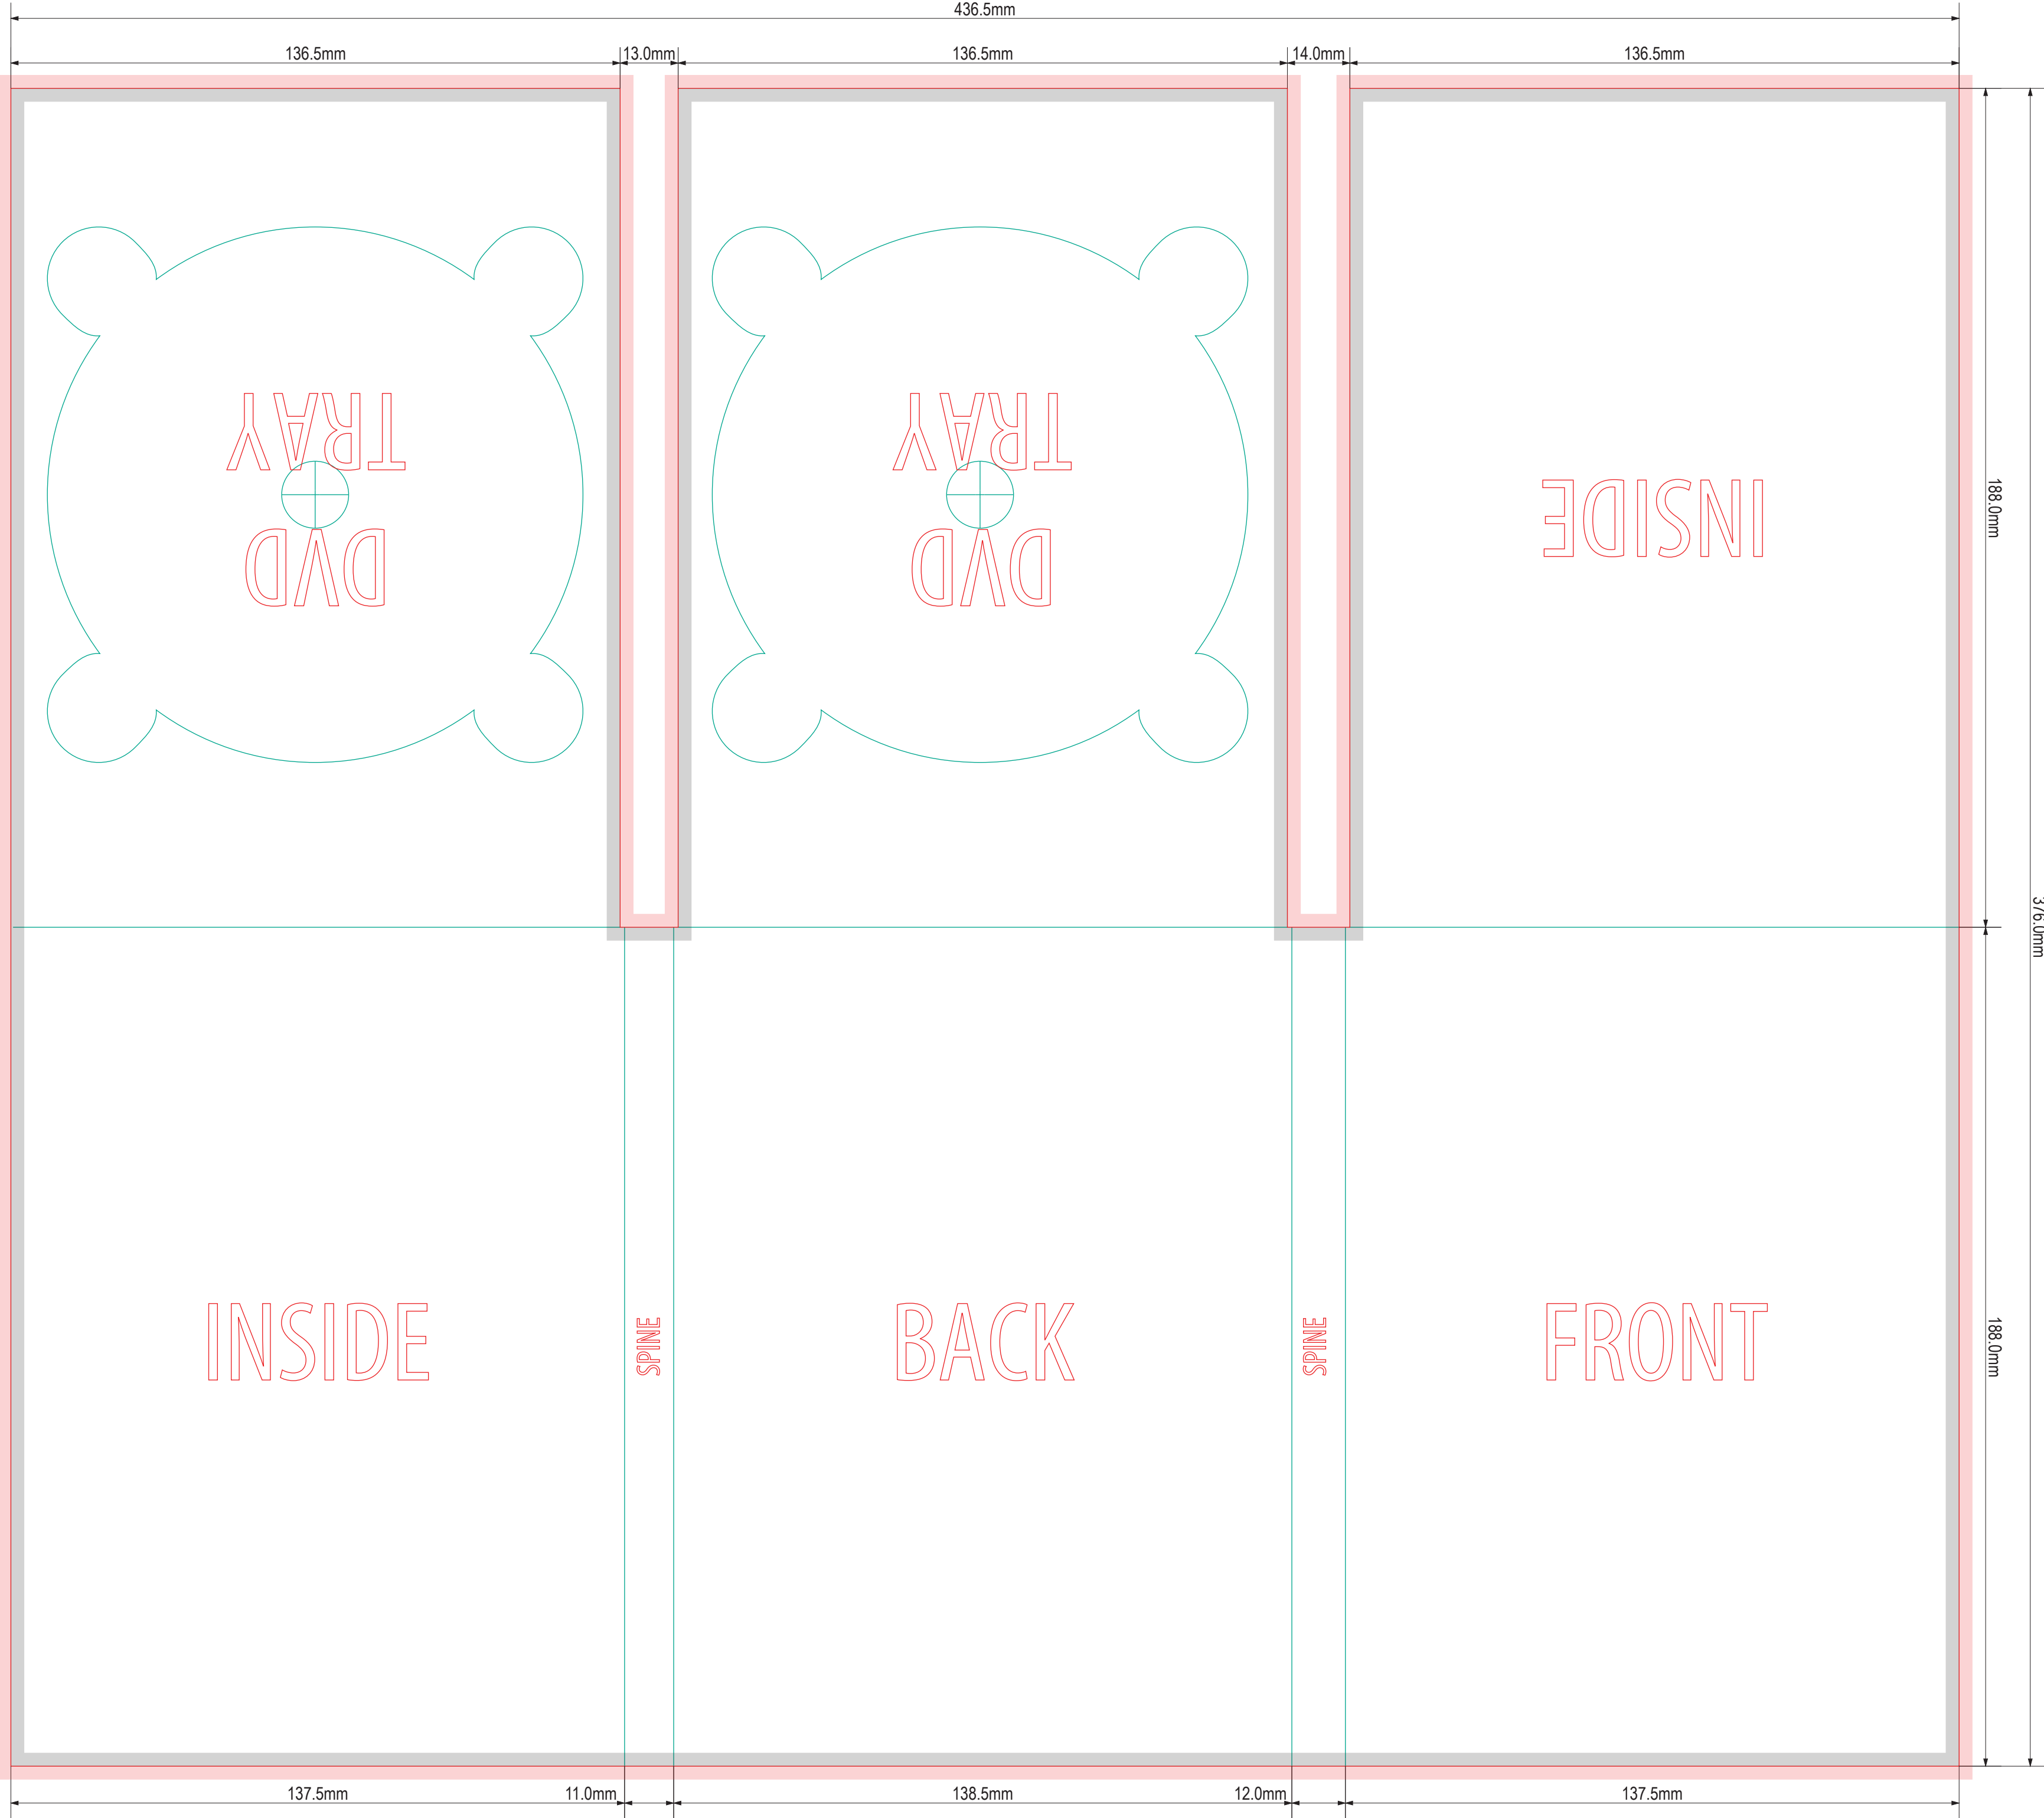 436.5mm
136.5mm 13.0mm 136.5mm 14.0mm 136.5mm
DVD
TRAY
DVD
TRAY
INSIDE
188.0mm
376.0mm
INSIDE
SPINE
BACK
SPINE
FRONT
188.0mm
137.5mm 11.0mm 138.5mm 12.0mm 137.5mm